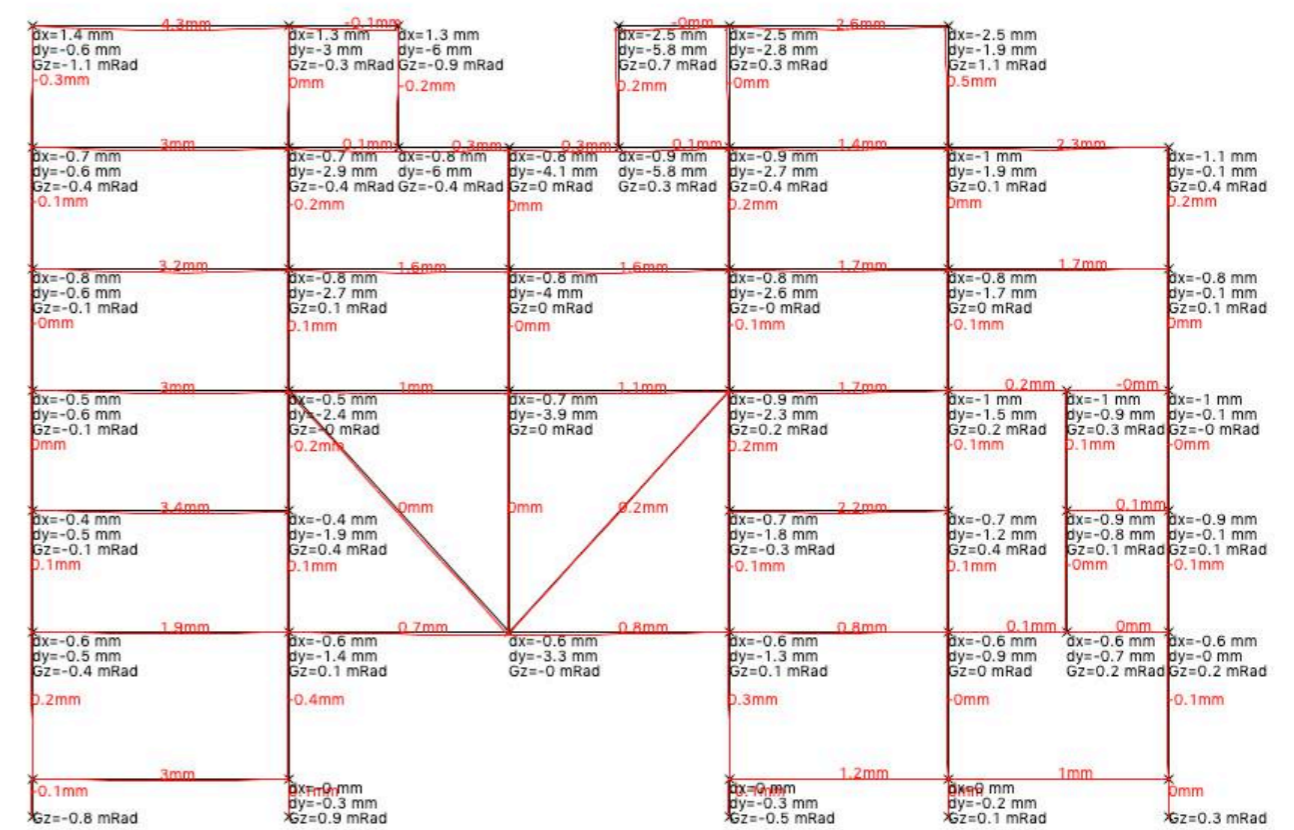 4.3mm -0.1mm -0mm 2.6mm
dx=1.4 mm dx=1.3 mm dx=1.3 mm dx=-2.5 mm dx=-2.5 mm dx=-2.5 mm
dy=-0.6 mm dy=-3 mm dy=-6 mm dy=-5.8 mm dy=-2.8 mm dy=-1.9 mm
Gz=-1.1 mRad Gz=-0.3 mRad Gz=-0.9 mRad Gz=0.7 mRad Gz=0.3 mRad Gz=1.1 mRad
-0.3mm 0mm -0.2mm 0.2mm -0mm 0.5mm
3mm 0.1mm 0.3mm 0.3mm 0.1mm 1.4mm 2.3mm
dx=-0.7 mm dx=-0.7 mm dx=-0.8 mm dx=-0.8 mm dx=-0.9 mm dx=-0.9 mm dx=-1 mm dx=-1.1 mm
dy=-0.6 mm dy=-2.9 mm dy=-6 mm dy=-4.1 mm dy=-5.8 mm dy=-2.7 mm dy=-1.9 mm dy=-0.1 mm
Gz=-0.4 mRad Gz=-0.4 mRad Gz=-0.4 mRad Gz=0 mRad Gz=0.3 mRad Gz=0.4 mRad Gz=0.1 mRad Gz=0.4 mRad
-0.1mm -0.2mm 0mm 0.2mm 0mm 0.2mm
3.2mm 1.6mm 1.6mm 1.7mm 1.7mm
dx=-0.8 mm dx=-0.8 mm dx=-0.8 mm dx=-0.8 mm dx=-0.8 mm dx=-0.8 mm
dy=-0.6 mm dy=-2.7 mm dy=-4 mm dy=-2.6 mm dy=-1.7 mm dy=-0.1 mm
Gz=-0.1 mRad Gz=0.1 mRad Gz=0 mRad Gz=-0 mRad Gz=0 mRad Gz=0.1 mRad
-0mm 0.1mm -0mm -0.1mm -0.1mm 0mm
3mm 1mm 1.1mm 1.7mm 0.2mm -0mm
dx=-0.5 mm dx=-0.5 mm dx=-0.7 mm dx=-0.9 mm dx=-1 mm dx=-1 mm dx=-1 mm
dy=-0.6 mm dy=-2.4 mm dy=-3.9 mm dy=-2.3 mm dy=-1.5 mm dy=-0.9 mm dy=-0.1 mm
Gz=-0.1 mRad Gz=-0 mRad Gz=0 mRad Gz=0.2 mRad Gz=0.2 mRad Gz=0.3 mRad Gz=-0 mRad
0mm -0.2mm 0.2mm -0.1mm 0.1mm -0mm
3.4mm 0mm 0mm 0.2mm 2.2mm 0.1mm
dx=-0.4 mm dx=-0.4 mm dx=-0.7 mm dx=-0.7 mm dx=-0.9 mm dx=-0.9 mm
dy=-0.5 mm dy=-1.9 mm dy=-1.8 mm dy=-1.2 mm dy=-0.8 mm dy=-0.1 mm
Gz=-0.1 mRad Gz=0.4 mRad Gz=-0.3 mRad Gz=0.4 mRad Gz=0.1 mRad Gz=0.1 mRad
0.1mm 0.1mm -0.1mm 0.1mm -0mm -0.1mm
1.9mm 0.7mm 0.8mm 0.8mm 0.1mm 0mm
dx=-0.6 mm dx=-0.6 mm dx=-0.6 mm dx=-0.6 mm dx=-0.6 mm dx=-0.6 mm dx=-0.6 mm
dy=-0.5 mm dy=-1.4 mm dy=-3.3 mm dy=-1.3 mm dy=-0.9 mm dy=-0.7 mm dy=-0 mm
Gz=-0.4 mRad Gz=0.1 mRad Gz=-0 mRad Gz=0.1 mRad Gz=0 mRad Gz=0.2 mRad Gz=0.2 mRad
0.2mm -0.4mm 0.3mm -0mm -0.1mm
3mm 1.2mm 1mm
-0.1mm dx=-0 mm dx=0 mm dx=0 mm 0mm
dy=-0.3 mm dy=-0.3 mm dy=-0.2 mm
Gz=-0.8 mRad Gz=0.9 mRad Gz=-0.5 mRad Gz=0.1 mRad Gz=0.3 mRad